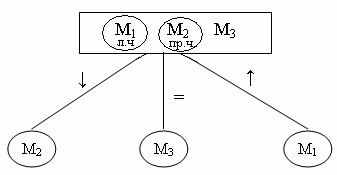 M₁ M₂ M₃
л.ч пр.ч.
↓ = ↑
M₂ M₃ M₁